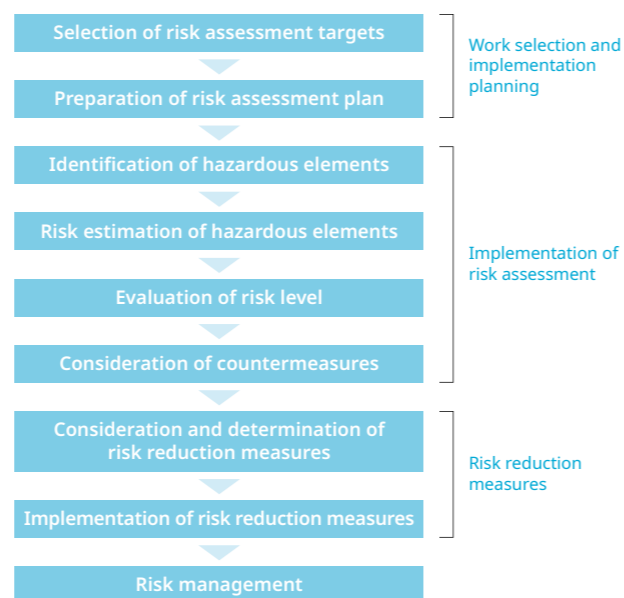 Selection of risk assessment targets
Preparation of risk assessment plan
Work selection and
implementation
planning
Identification of hazardous elements
Risk estimation of hazardous elements
Evaluation of risk level
Consideration of countermeasures
Implementation of
risk assessment
Consideration and determination of
risk reduction measures
Implementation of risk reduction measures
Risk reduction
measures
Risk management